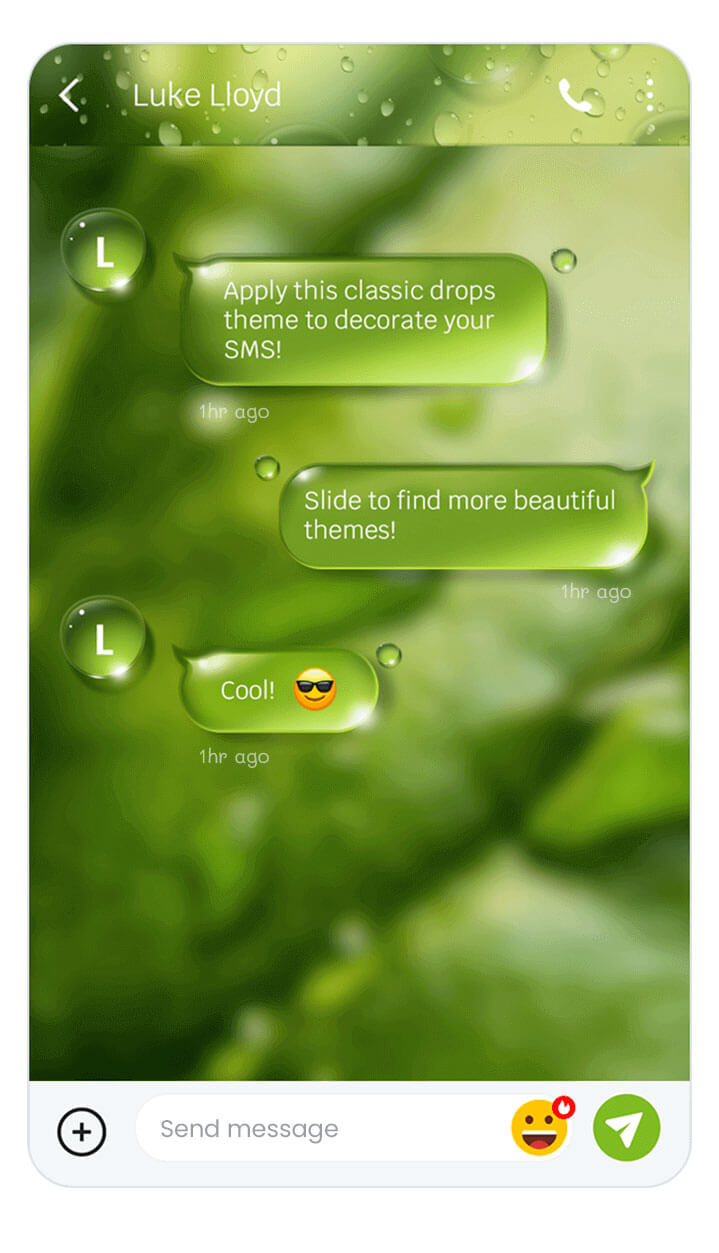 Luke Lloyd
L
Apply this classic drops
theme to decorate your
SMS!
1hr ago
Slide to find more beautiful
themes!
1hr ago
L
Cool! 😎
1hr ago
Send message